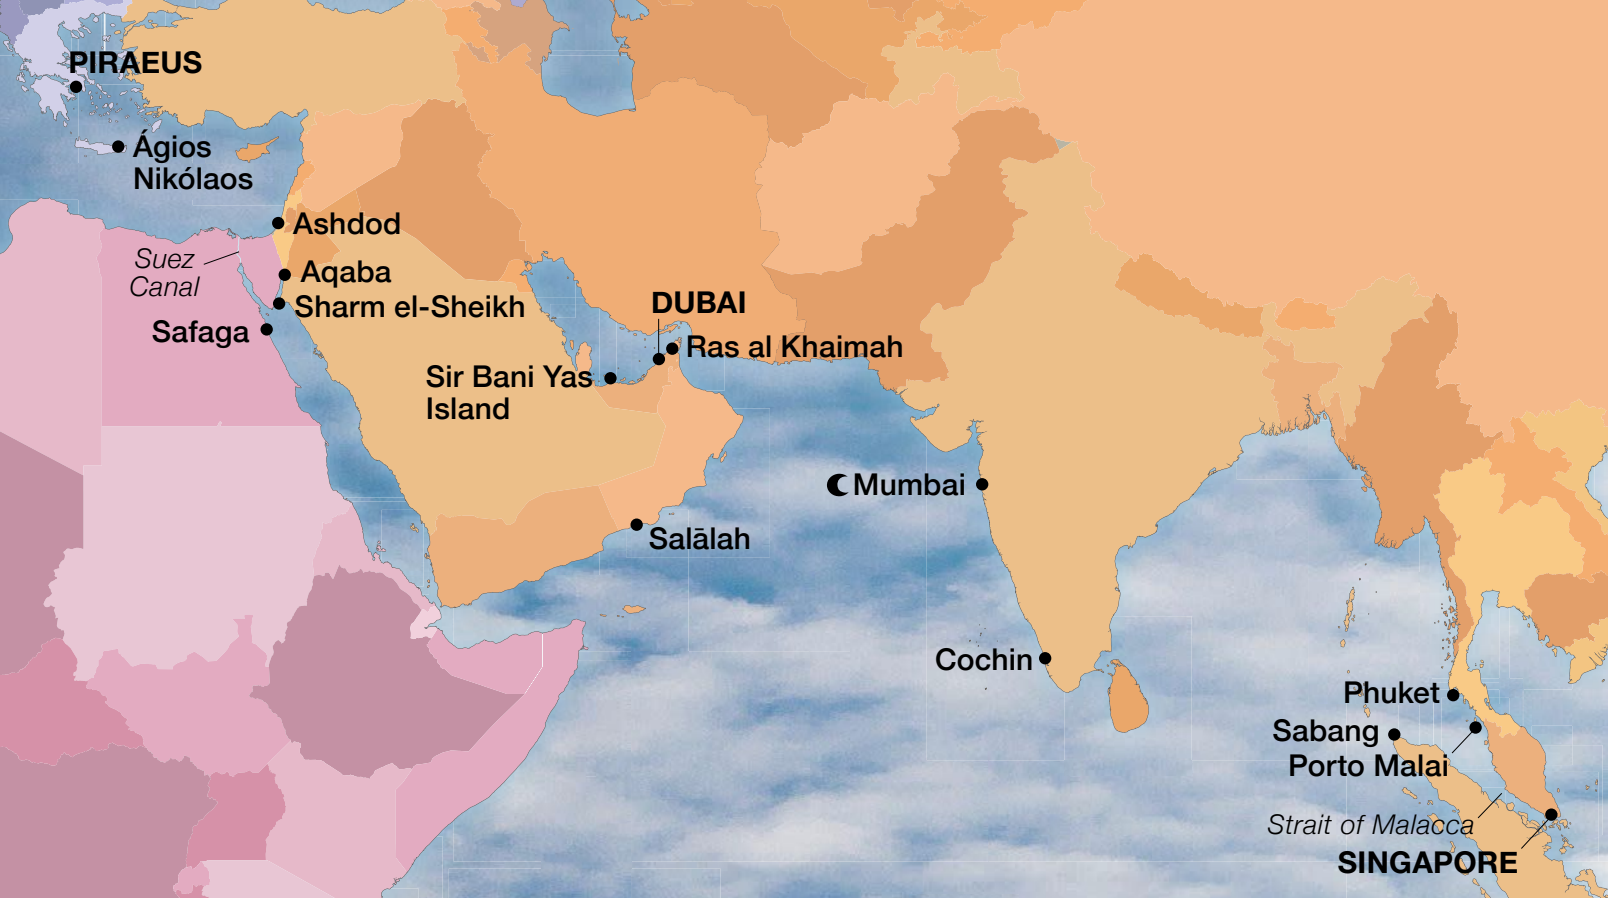 PIRAEUS
Ágios
Nikólaos
Ashdod
Suez
Canal
Aqaba
Sharm el-Sheikh
Safaga
DUBAI
Ras al Khaimah
Sir Bani Yas
Island
Mumbai
Salālah
Cochin
Phuket
Sabang
Porto Malai
Strait of Malacca
SINGAPORE